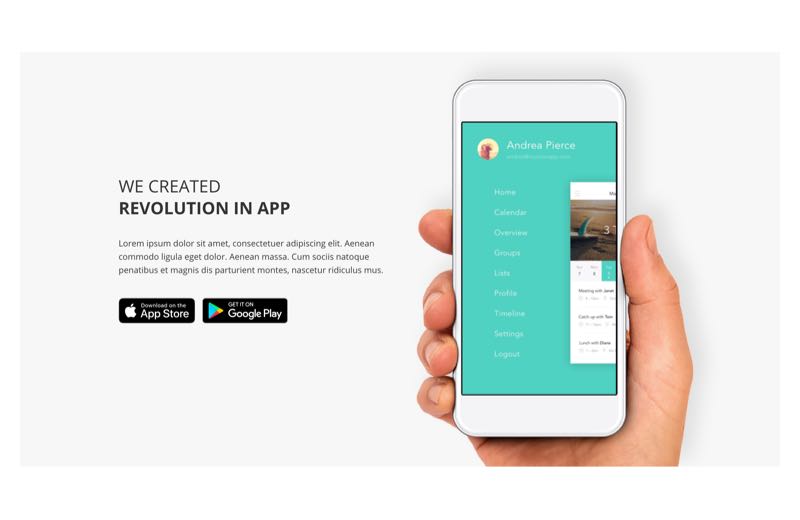 WE CREATED
REVOLUTION IN APP
Lorem ipsum dolor sit amet, consectetuer adipiscing elit. Aenean
commodo ligula eget dolor. Aenean massa. Cum sociis natoque
penatibus et magnis dis parturient montes, nascetur ridiculus mus.
Download on the
App Store
GET IT ON
Google Play
Andrea Pierce
Home
Calendar
Overview
Groups
Lists
Profile
Timeline
Settings
Logout
Ma
3 T
7 8
Meeting with Janet
Catch up with Tom
Lunch with Diana